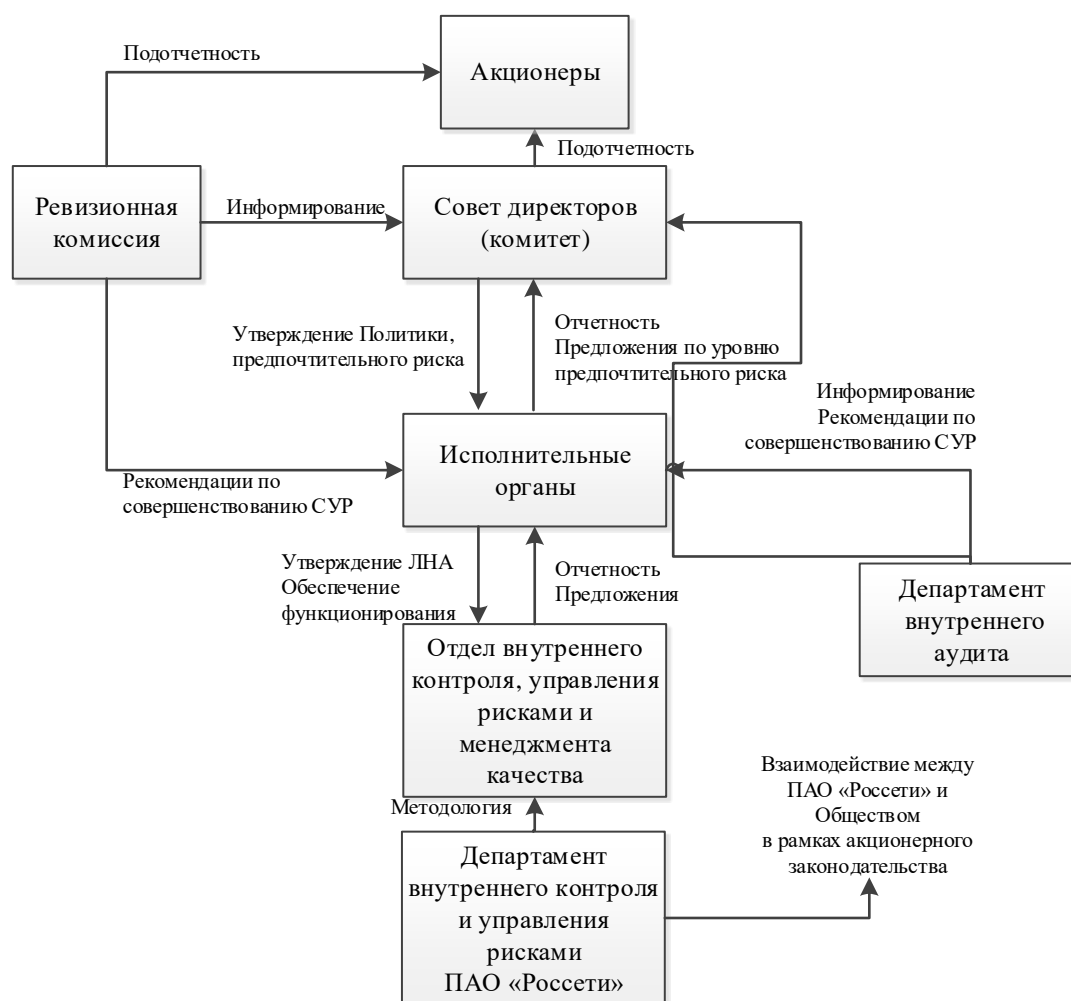 Подотчетность
Акционеры
Подотчетность
Ревизионная
комиссия
Информирование
Совет директоров
(комитет)
Утверждение Политики,
предпочтительного риска
Отчетность
Предложения по уровню
предпочтительного риска
Информирование
Рекомендации по
совершенствованию СУР
Рекомендации по
совершенствованию СУР
Исполнительные
органы
Утверждение ЛНА
Обеспечение
функционирования
Отчетность
Предложения
Департамент
внутреннего
аудита
Отдел внутреннего
контроля, управления
рисками и
менеджмента
качества
Методология
Взаимодействие между
ПАО «Россети» и
Обществом
в рамках акционерного
законодательства
Департамент
внутреннего контроля
и управления
рисками
ПАО «Россети»